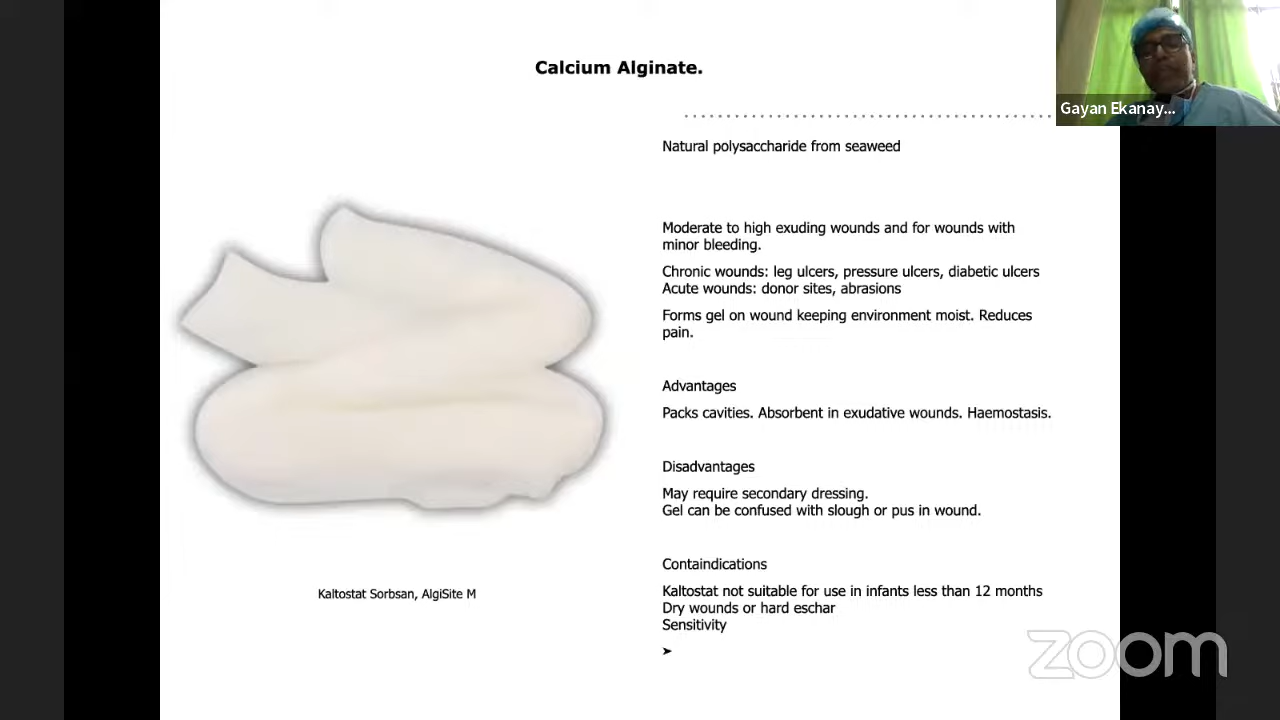 Calcium Alginate.
Gayan Ekanay...
Natural polysaccharide from seaweed
Moderate to high exuding wounds and for wounds with
minor bleeding.
Chronic wounds: leg ulcers, pressure ulcers, diabetic ulcers
Acute wounds: donor sites, abrasions
Forms gel on wound keeping environment moist. Reduces
pain.
Advantages
Packs cavities. Absorbent in exudative wounds. Haemostasis.
Disadvantages
May require secondary dressing.
Gel can be confused with slough or pus in wound.
Containdications
Kaltostat Sorbsan, AlgiSite M
Kaltostat not suitable for use in infants less than 12 months
Dry wounds or hard eschar
Sensitivity
zoom